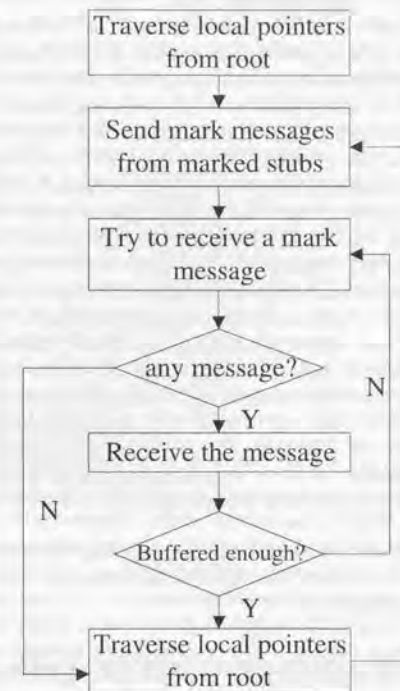 Traverse local pointers
from root
Send mark messages
from marked stubs
Try to receive a mark
message
any message?
N
Y
Receive the message
N
Buffered enough?
Y
Traverse local pointers
from root